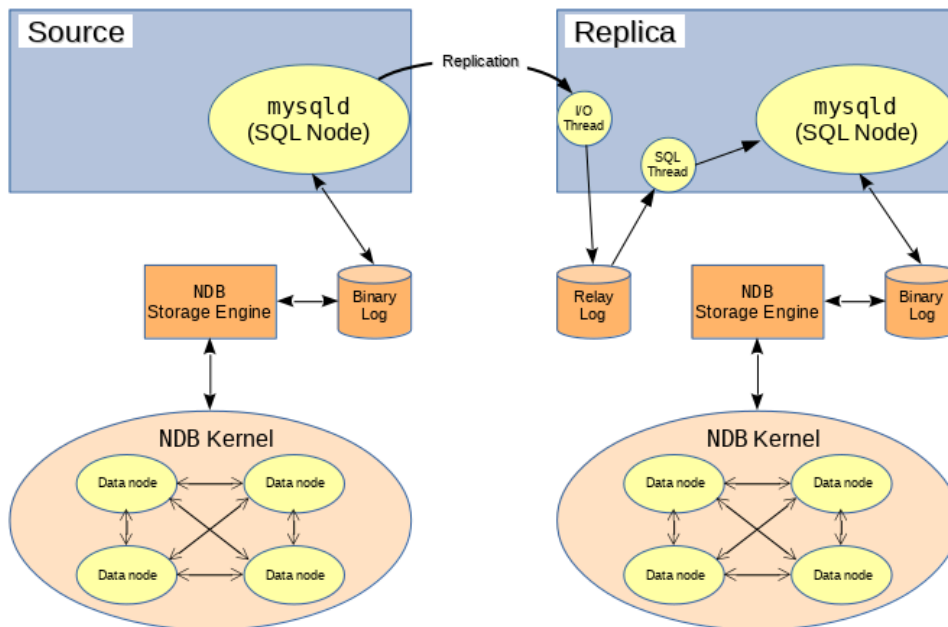 Source
Replica
Replication
mysqld
(SQL Node)
I/O
Thread
SQL
Thread
mysqld
(SQL Node)
NDB
Storage Engine
Binary
Log
Relay
Log
NDB
Storage Engine
Binary
Log
NDB Kernel
Data node
Data node
Data node
Data node
NDB Kernel
Data node
Data node
Data node
Data node